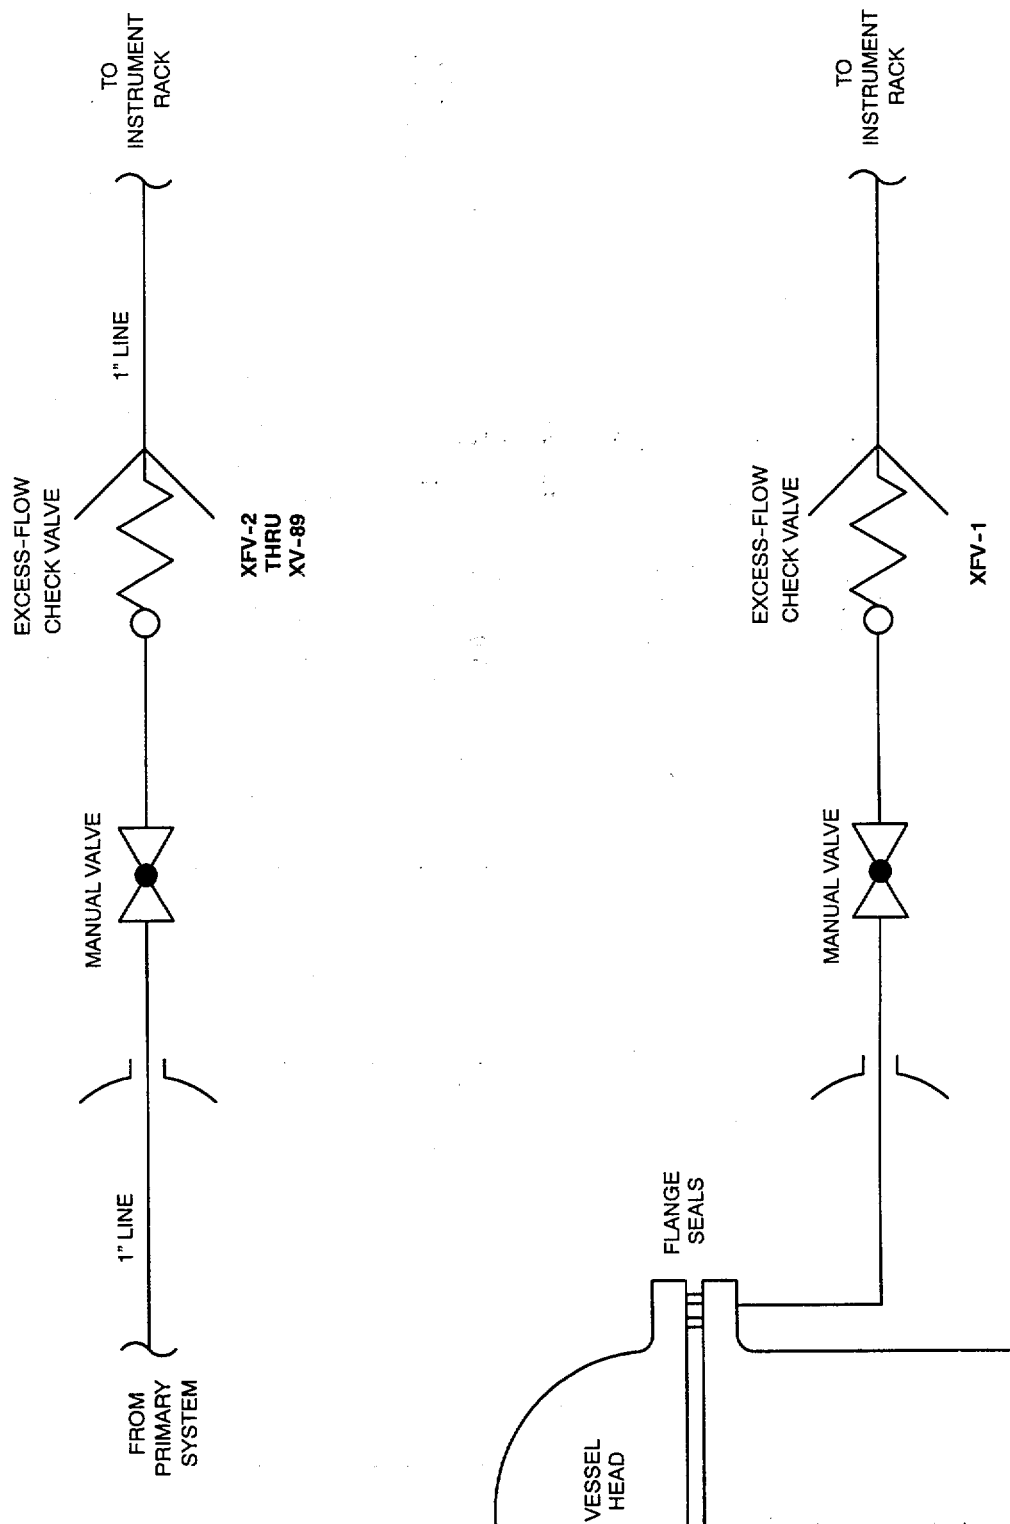 TO
INSTRUMENT
RACK
1" LINE
EXCESS-FLOW
CHECK VALVE
XFV-2
THRU
XV-89
MANUAL VALVE
1" LINE
FROM
PRIMARY
SYSTEM
TO
INSTRUMENT
RACK
EXCESS-FLOW
CHECK VALVE
XFV-1
MANUAL VALVE
FLANGE
SEALS
VESSEL
HEAD